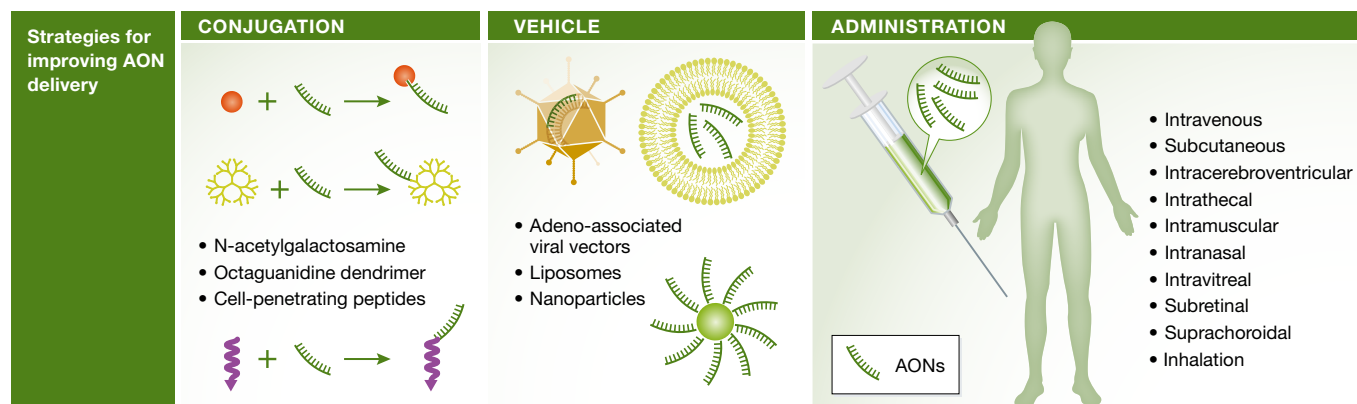 Strategies for
improving AON
delivery
CONJUGATION
• N-acetylgalactosamine
• Octaguanidine dendrimer
• Cell-penetrating peptides
VEHICLE
• Adeno-associated
viral vectors
• Liposomes
• Nanoparticles
ADMINISTRATION
• Intravenous
• Subcutaneous
• Intracerebroventricular
• Intrathecal
• Intramuscular
• Intranasal
• Intravitreal
• Subretinal
• Suprachoroidal
• Inhalation
AONs